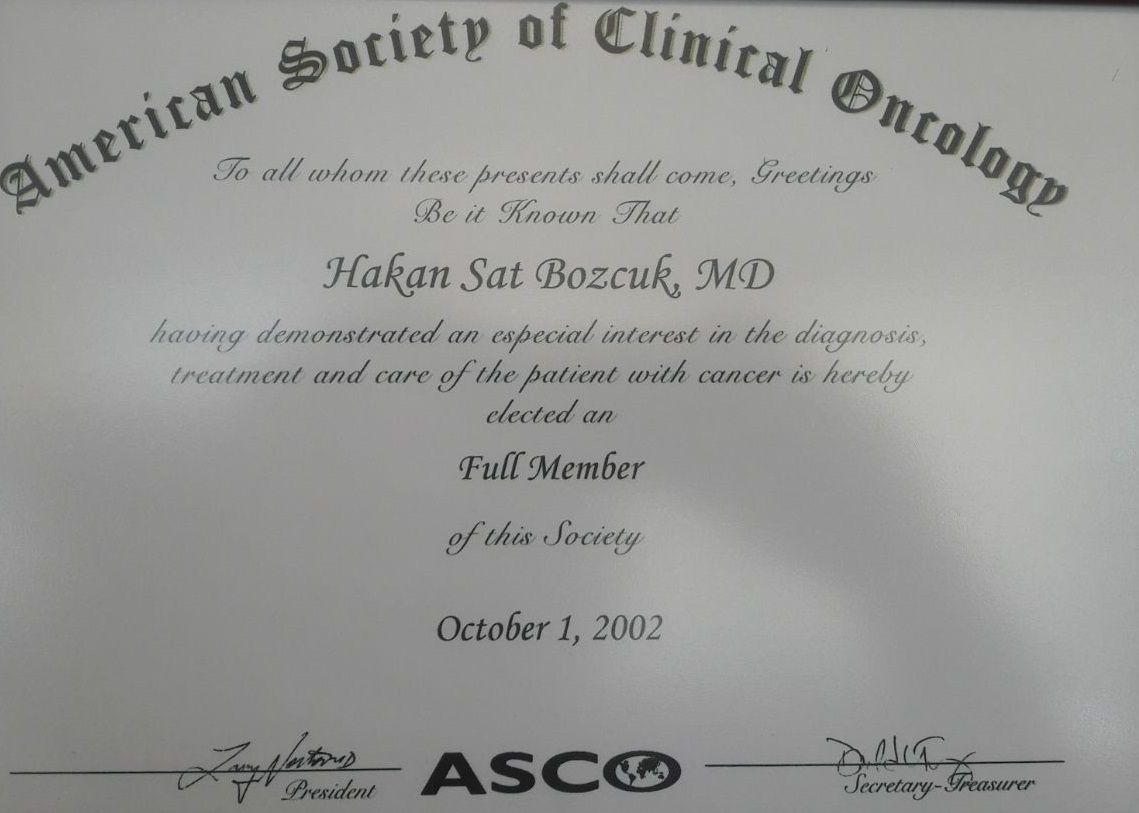 American Society of Clinical Oncology
To all whom these presents shall come, Greetings
Be it Known That
Hakan Sat Bozcuk, MD
having demonstrated an especial interest in the diagnosis,
treatment and care of the patient with cancer is hereby
elected an
Full Member
of this Society
October 1, 2002
President
ASCO
Secretary-Treasurer